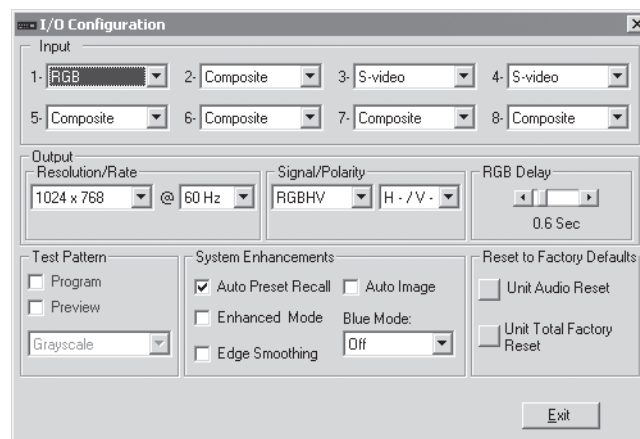 I/O Configuration
Input
1- RGB 2- Composite 3- S-video 4- S-video
5- Composite 6- Composite 7- Composite 8- Composite
Output
Resolution/Rate Signal/Polarity RGB Delay
1024 x 768 @ 60 Hz RGBHV H - / V -
0.6 Sec
Test Pattern System Enhancements Reset to Factory Defaults
Program Auto Preset Recall Auto Image Unit Audio Reset
Preview
Enhanced Mode Blue Mode:
Grayscale Edge Smoothing Off Unit Total Factory Reset
Exit